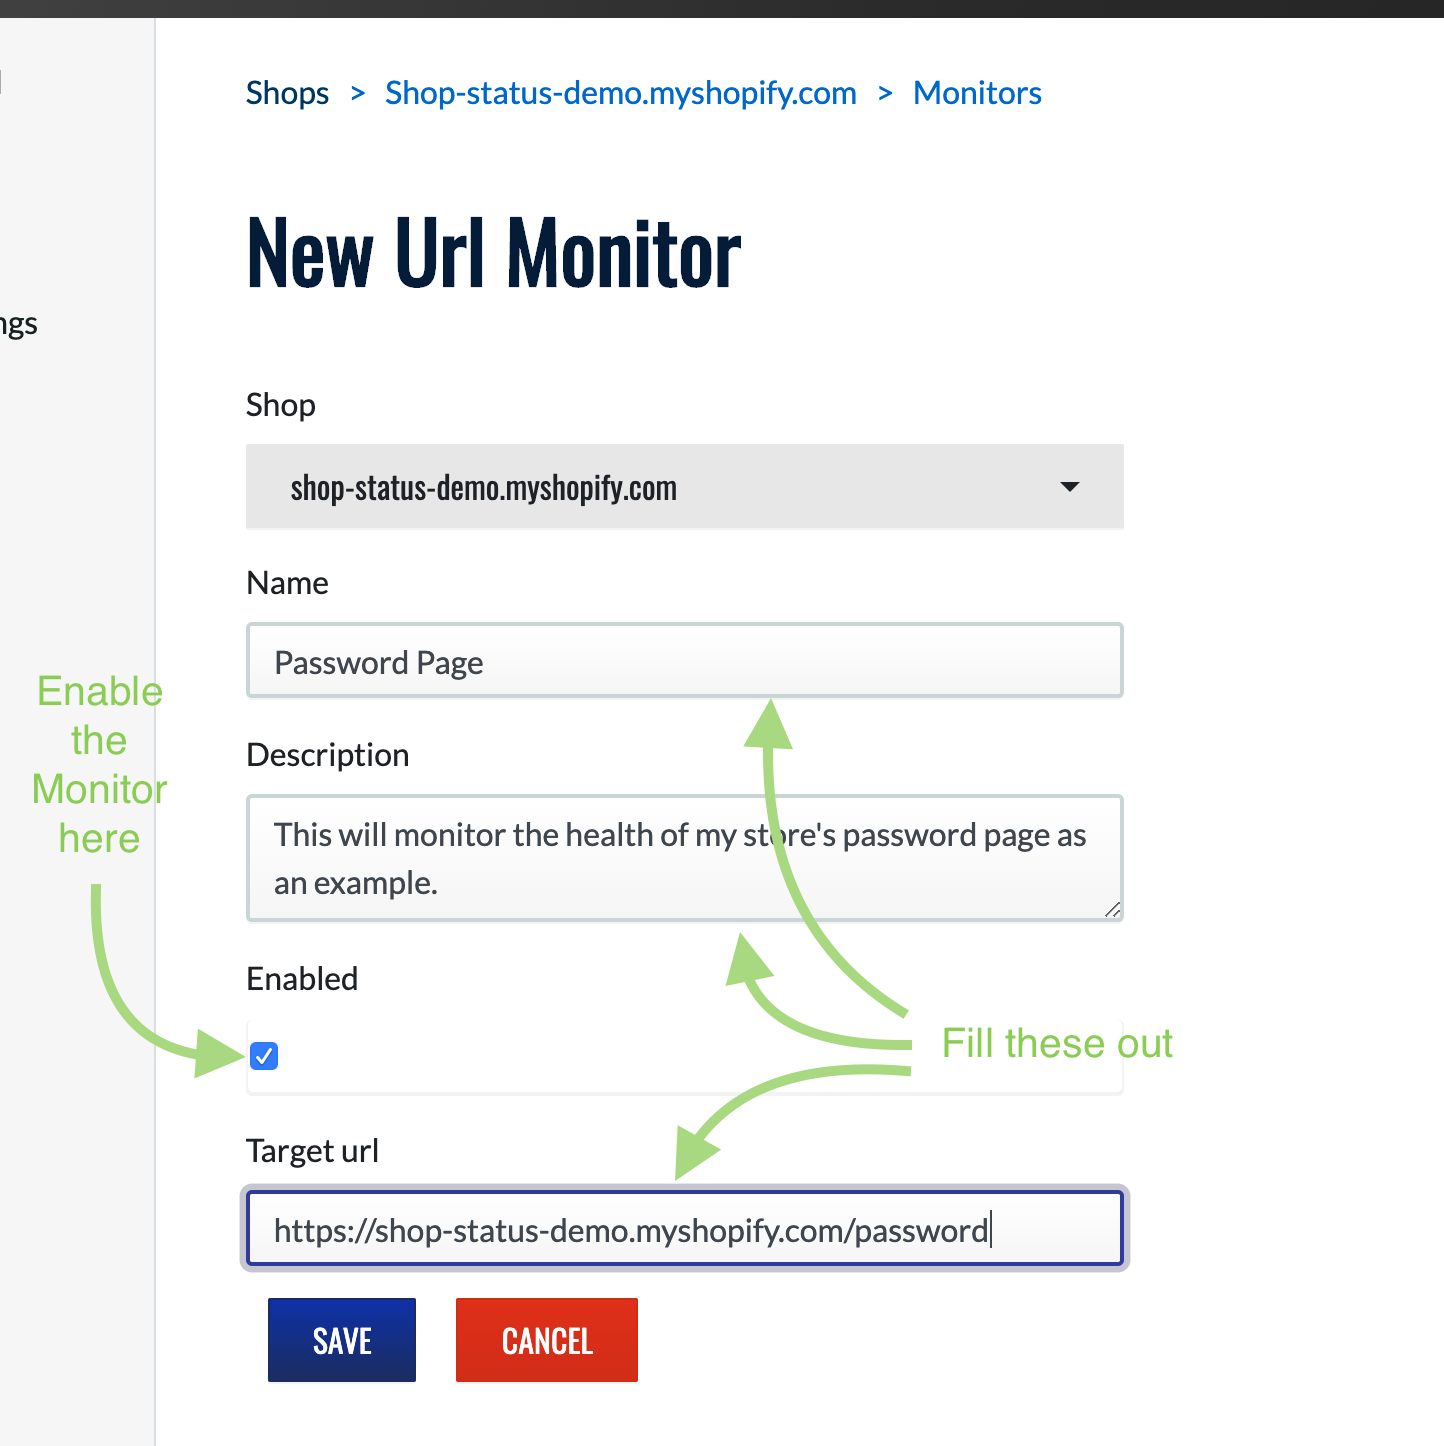 Shops > Shop-status-demo.myshopify.com > Monitors
New Url Monitor
ngs
Shop
shop-status-demo.myshopify.com
Name
Password Page
Enable
the
Monitor
here
Description
This will monitor the health of my store's password page as
an example.
Enabled
Fill these out
Target url
https://shop-status-demo.myshopify.com/password
SAVE CANCEL